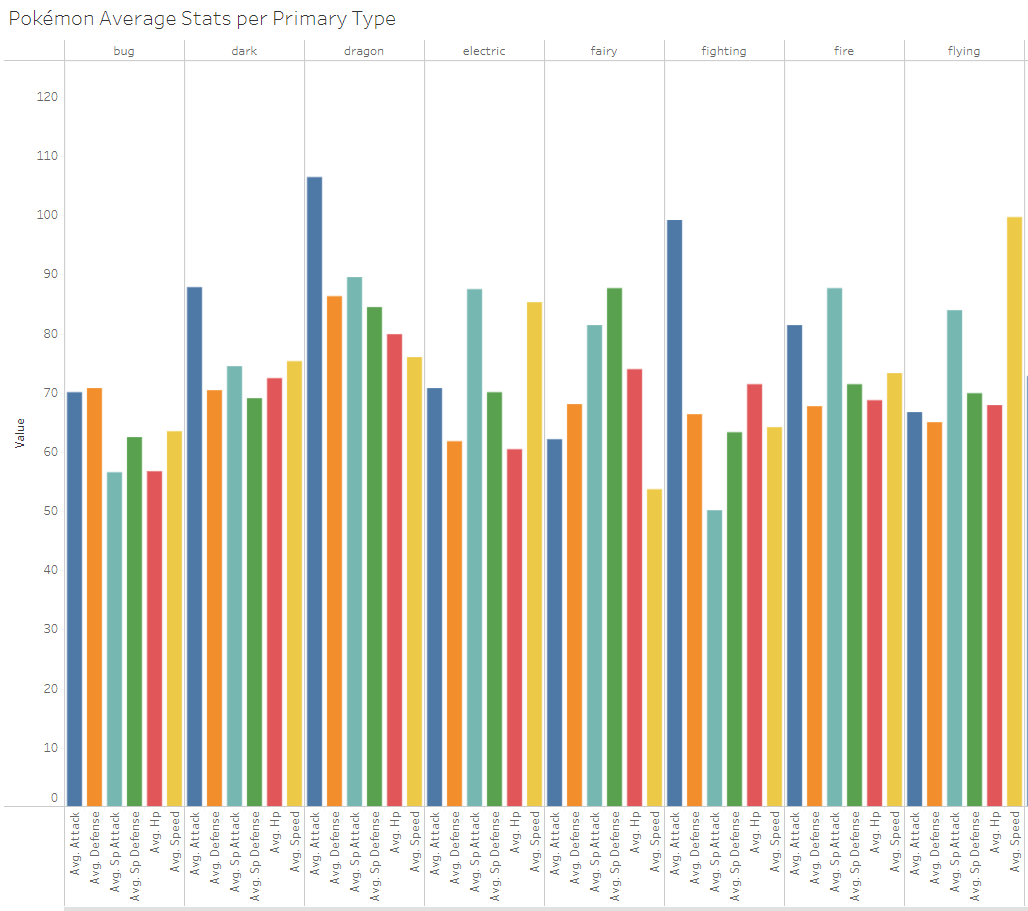 Pokémon Average Stats per Primary Type
bug dark dragon electric fairy fighting fire flying
120
110
100
90
80
70
60
50
40
30
20
10
0
Value
Avg. Attack
Avg. Defense
Avg. Sp Attack
Avg. Sp Defense
Avg. Hp
Avg. Speed
Avg. Attack
Avg. Defense
Avg. Sp Attack
Avg. Sp Defense
Avg. Hp
Avg. Speed
Avg. Attack
Avg. Defense
Avg. Sp Attack
Avg. Sp Defense
Avg. Hp
Avg. Speed
Avg. Attack
Avg. Defense
Avg. Sp Attack
Avg. Sp Defense
Avg. Hp
Avg. Speed
Avg. Attack
Avg. Defense
Avg. Sp Attack
Avg. Sp Defense
Avg. Hp
Avg. Speed
Avg. Attack
Avg. Defense
Avg. Sp Attack
Avg. Sp Defense
Avg. Hp
Avg. Speed
Avg. Attack
Avg. Defense
Avg. Sp Attack
Avg. Sp Defense
Avg. Hp
Avg. Speed
Avg. Attack
Avg. Defense
Avg. Sp Attack
Avg. Sp Defense
Avg. Hp
Avg. Speed